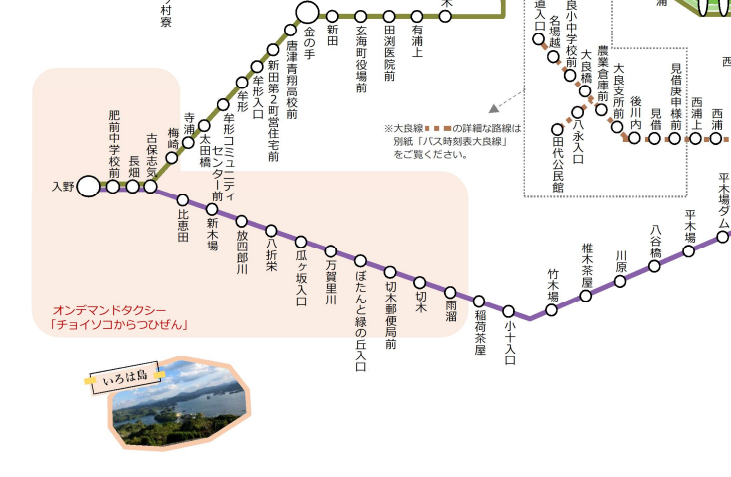 村寮
金の手
新田
玄海町役場前
田渕医院前
有浦上
木
唐津青翔高校前
新田第２町営住宅前
牟形入口
牟形
牟形コミュニティ
センター前
太田橋
寺浦
梅崎
古保志気
長畑
肥前中学校前
入野
比恵田
新木場
放四郎川
八折栄
瓜ヶ坂入口
万賀里川
ぼたんと緑の丘入口
切木郵便局前
切木
雨溜
稲荷茶屋
小十入口
竹木場
椎木茶屋
川原
八谷橋
平木場
平木場ダム
道入口
名場越
良小中学校前
大良橋
農業倉庫前
大良支所前
後川内
見借
見借庚申様前
西浦上
西浦
八永入口
田代公民館
浦
西
※大良線の詳細な路線は
別紙「バス時刻表大良線」
をご覧ください。
オンデマンドタクシー
「チョイソコからつひぜん」
いろは島